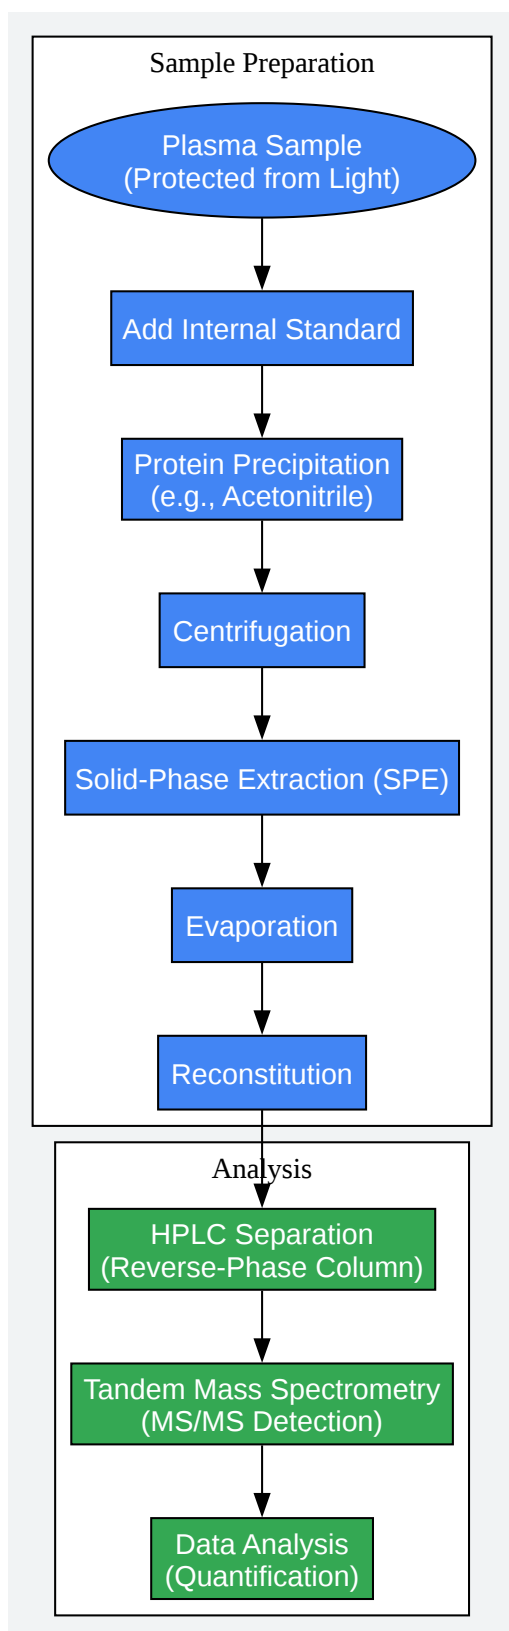 Sample Preparation
Plasma Sample
(Protected from Light)
Add Internal Standard
Protein Precipitation
(e.g., Acetonitrile)
Centrifugation
Solid-Phase Extraction (SPE)
Evaporation
Reconstitution
Analysis
HPLC Separation
(Reverse-Phase Column)
Tandem Mass Spectrometry
(MS/MS Detection)
Data Analysis
(Quantification)